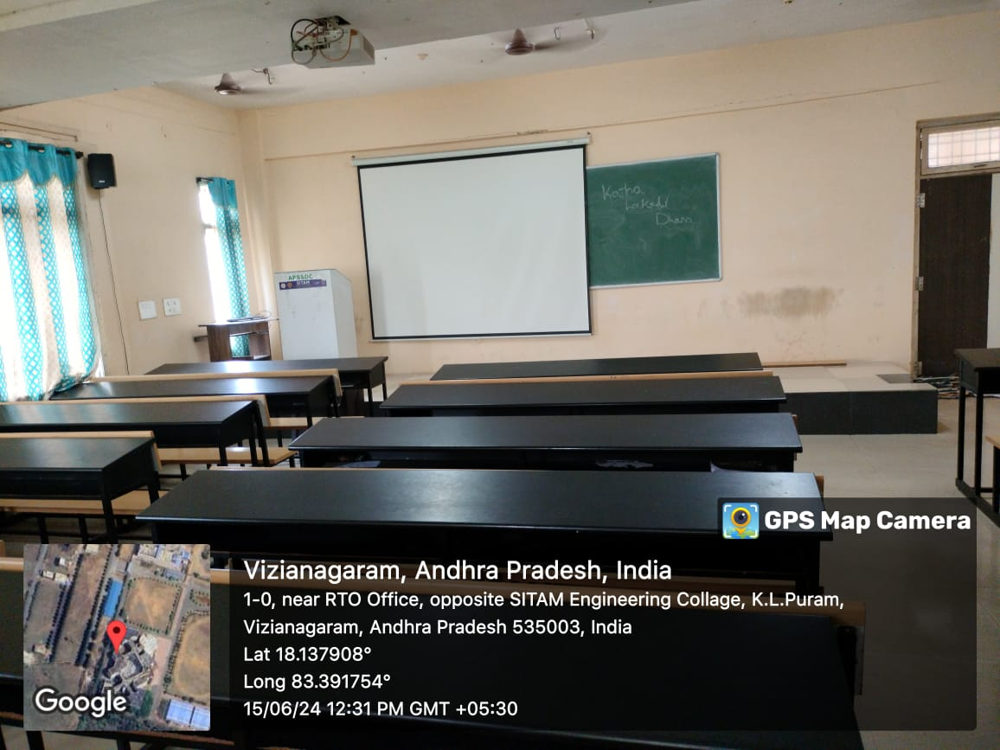 APSSDC
SITAM
Katha
Dham
GPS Map Camera
Vizianagaram, Andhra Pradesh, India
1-0, near RTO Office, opposite SITAM Engineering Collage, K.L.Puram,
Vizianagaram, Andhra Pradesh 535003, India
Lat 18.137908°
Long 83.391754°
15/06/24 12:31 PM GMT +05:30
Google